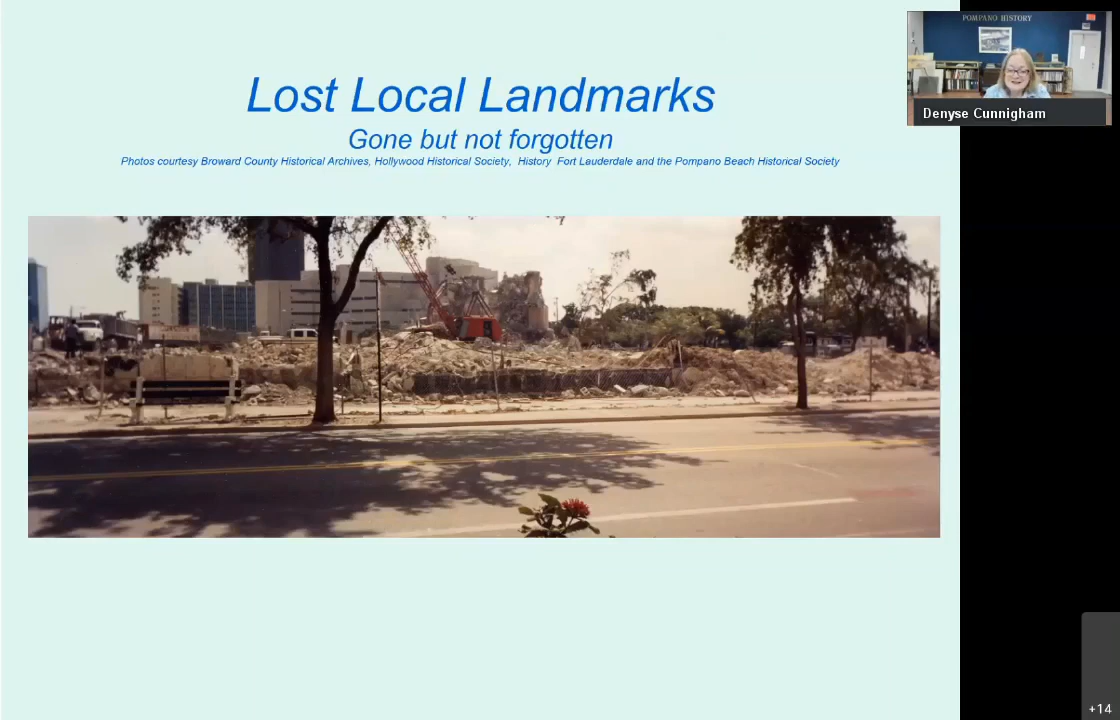 Lost Local Landmarks
Gone but not forgotten
Photos courtesy Broward County Historical Archives, Hollywood Historical Society, History Fort Lauderdale and the Pompano Beach Historical Society
POMPANO HISTORY
Denyse Cunnigham
+14